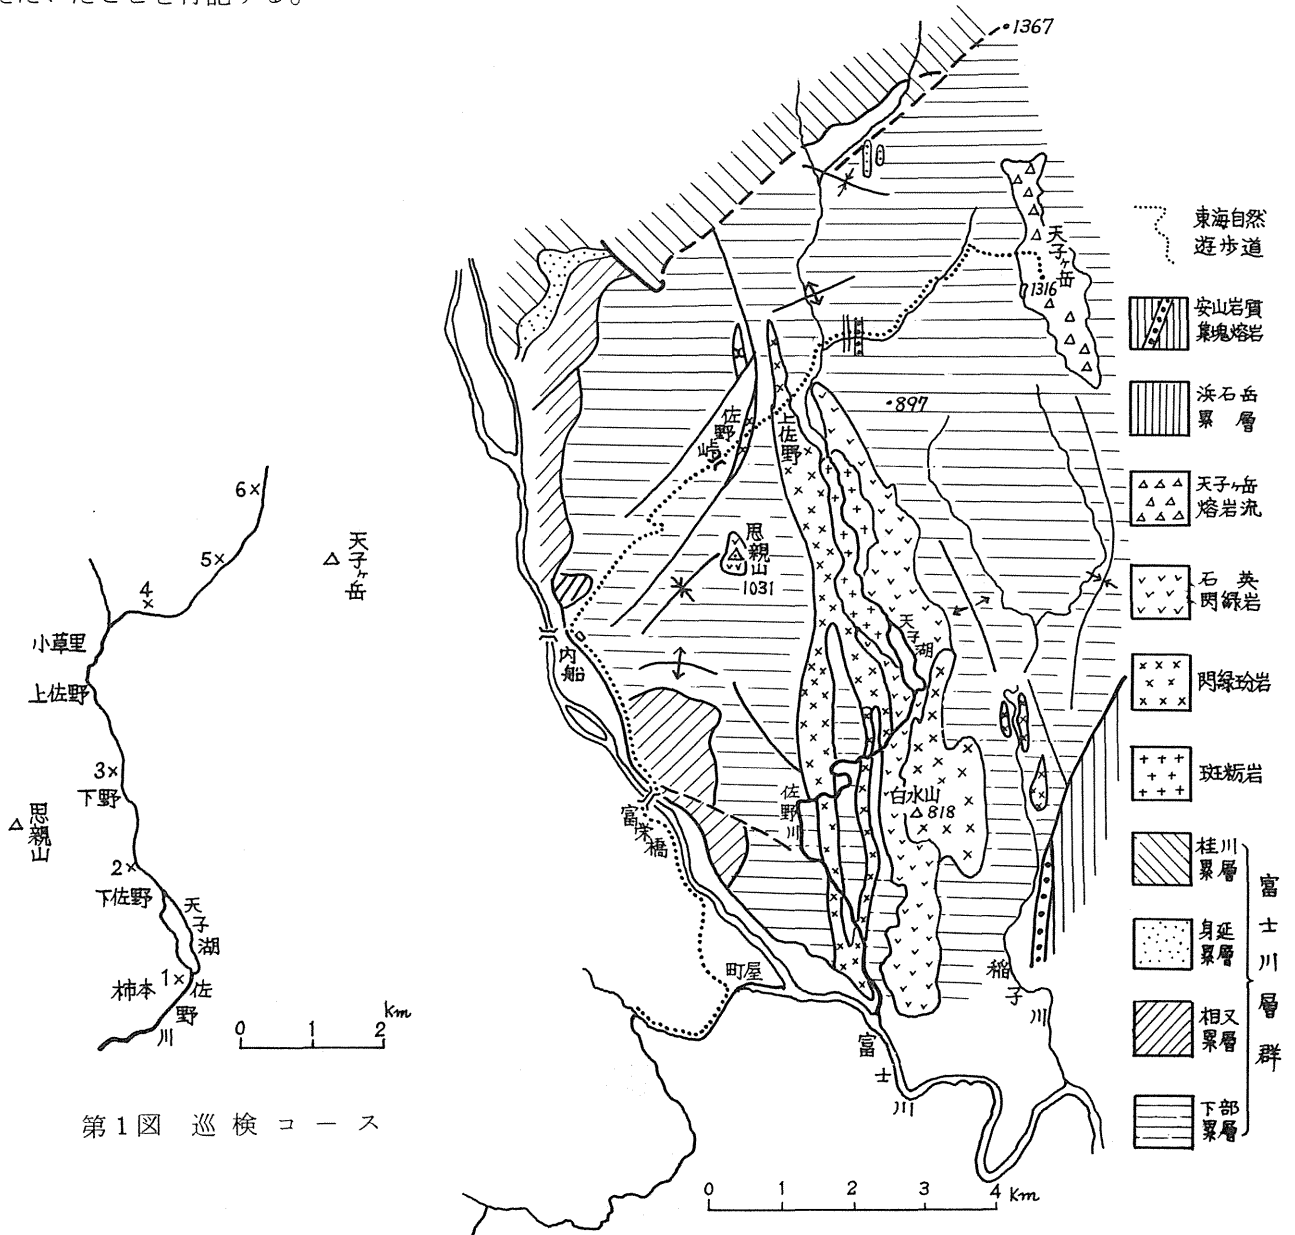 1367
東海自然
遊歩道
天子ヶ岳
1316
安山岩質
集塊熔岩
浜石岳
累層
897
佐野峠
上佐野
天子ヶ岳
熔岩流
6×
5×
天子ヶ岳
4
×
思親山
1031
石英
閃緑岩
小草里
上佐野
天子湖
内船
閃緑玢岩
3×
下野
思親山
斑粝岩
佐野川
白水山
818
富栄橋
2×
下佐野
天子湖
桂川
累層
身延
累層
富士川層群
町屋
稲子川
柿本
1×
佐野川
0 1 2 Km
相又
累層
富士川
第1図 巡検コース
下部
累層
0 1 2 3 4 Km